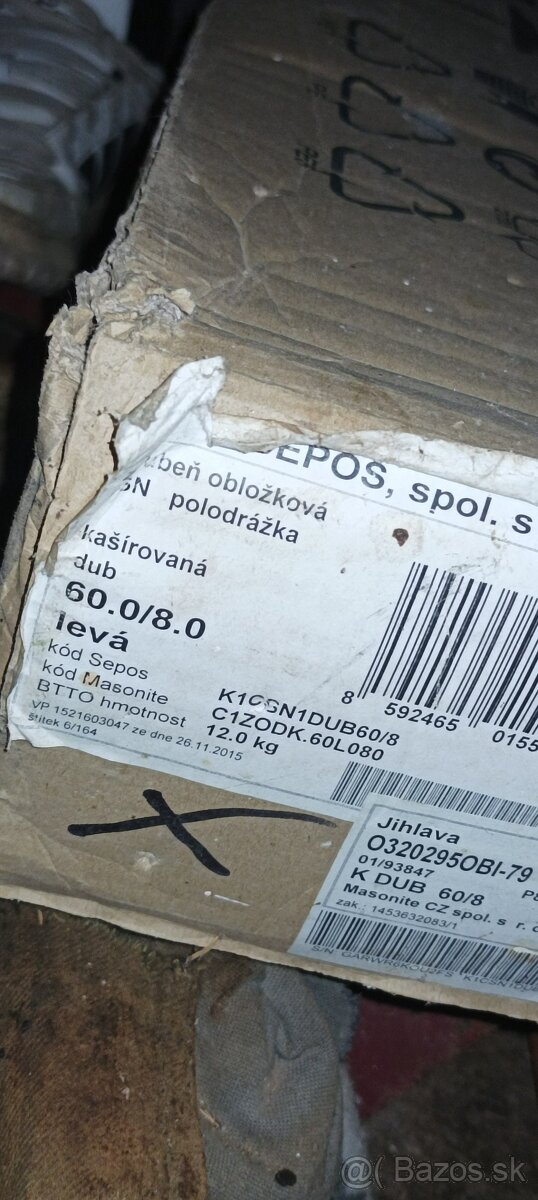 EPOS, spol. s
beň obložková
SN polodrážka
kašírovaná
dub
60.0/8.0
levá
kód Sepos K1CSN1DUB60/8
kód Masonite C1ZODK.60L080
BTTO hmotnost 12.0 kg
VP 1521603047 ze dne 26.11.2015
štítek 6/164
8 592465 0155
Jihlava
O320295OBI-79
01/93847
K DUB 60/8
Masonite CZ spol. s r.
zak.: 1453632083/1
Bazos.sk